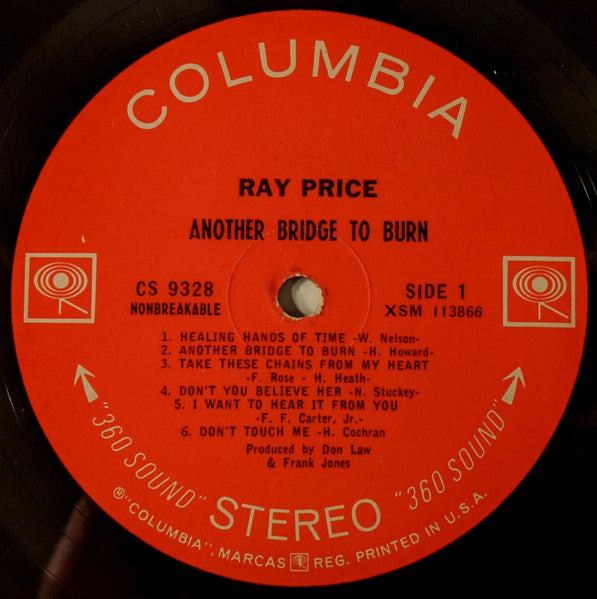 COLUMBIA
RAY PRICE
ANOTHER BRIDGE TO BURN
CS 9328
NONBREAKABLE
SIDE 1
XSM 113866
1. HEALING HANDS OF TIME -W. Nelson-
2. ANOTHER BRIDGE TO BURN -H. Howard-
3. TAKE THESE CHAINS FROM MY HEART
-F. Rose - H. Heath-
4. DON'T YOU BELIEVE HER -N. Stuckey-
5. I WANT TO HEAR IT FROM YOU
-F. F. Carter, Jr.-
6. DON'T TOUCH ME -H. Cochran
Produced by Don Law
& Frank Jones
"360 SOUND" STEREO "360 SOUND"
℗"COLUMBIA", MARCAS REG. PRINTED IN U.S.A.